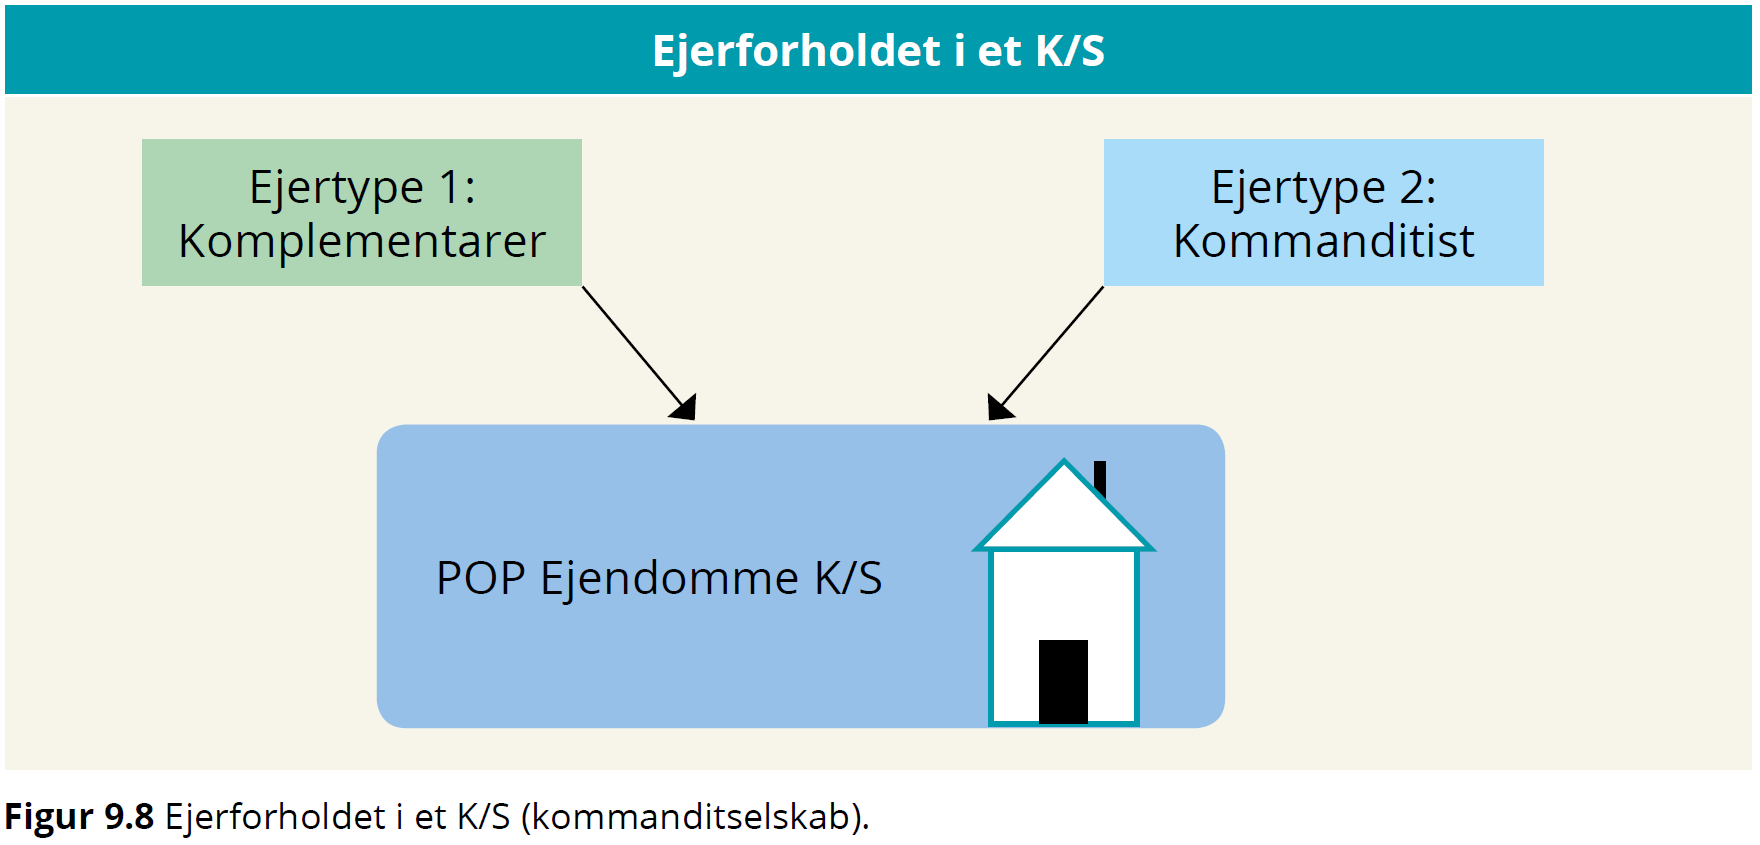 Ejerforholdet i et K/S
Ejertype 1:
Komplementarer
Ejertype 2:
Kommanditist
POP Ejendomme K/S
Figur 9.8 Ejerforholdet i et K/S (kommanditselskab).